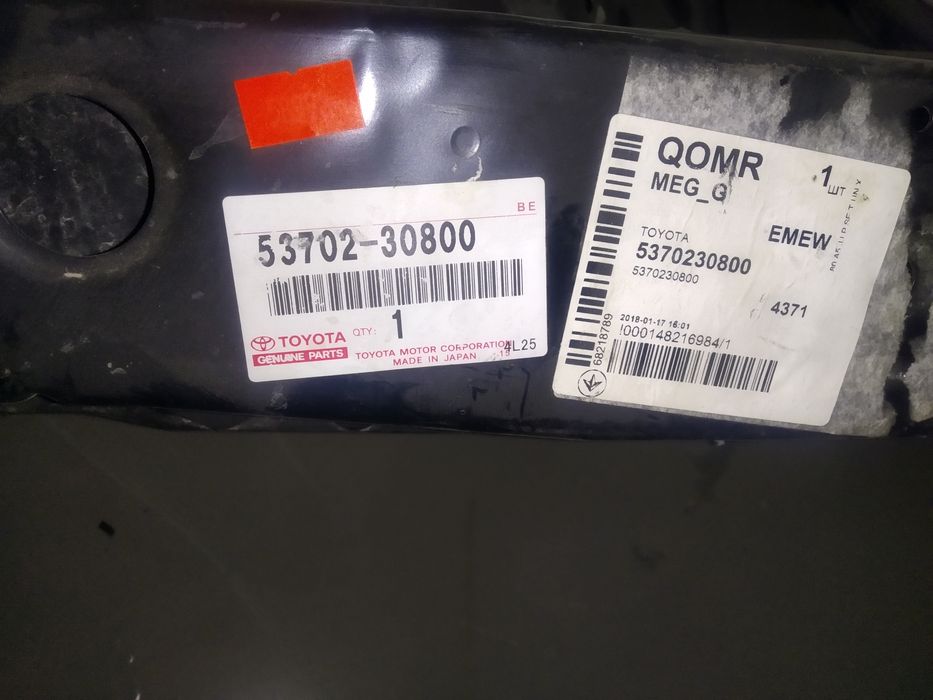 BE
53702-30800
QTY: 1
TOYOTA
GENUINE PARTS
TOYOTA MOTOR CORPORATION
MADE IN JAPAN 19
4L25
QOMR
1 шт
MEG_Q
TOYOTA
EMEW
5370230800
5370230800
4371
2018-01-17 16:01
!000148216984/1
68218789